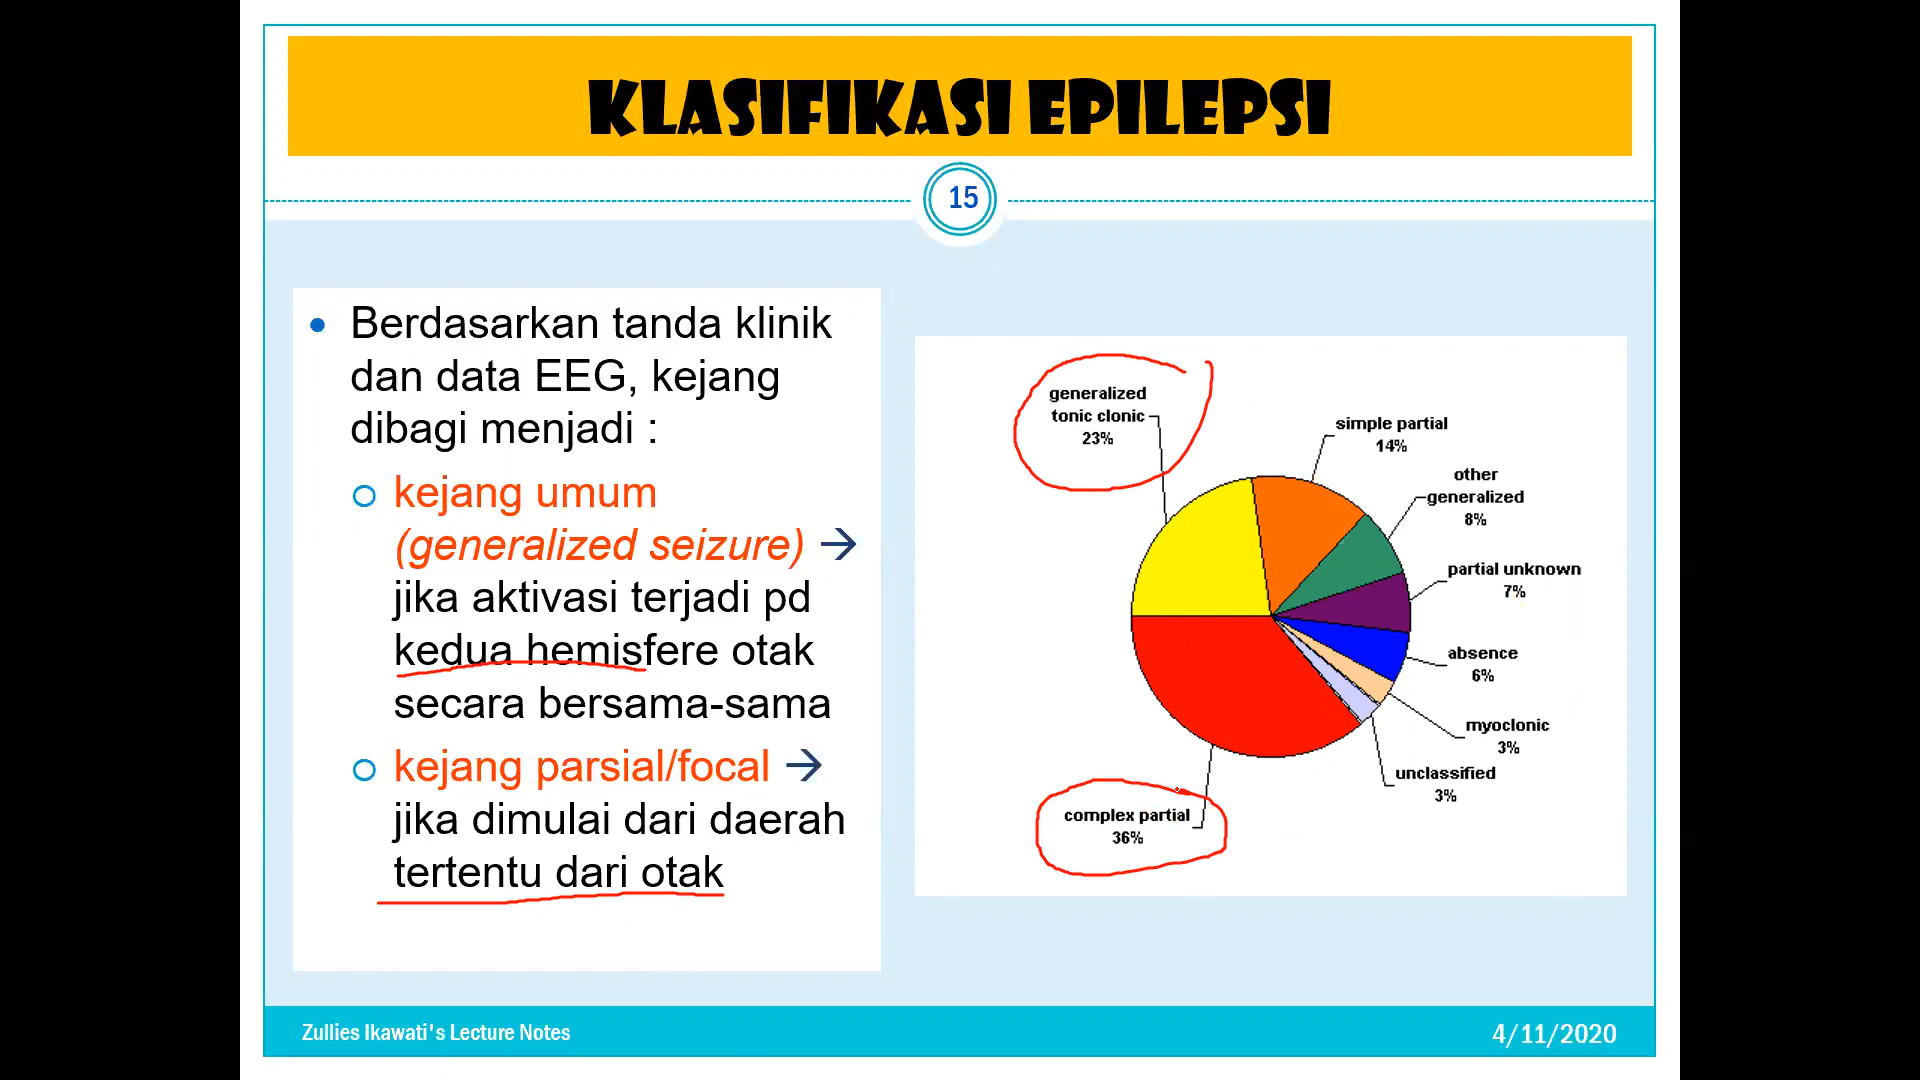 KLASIFIKASI EPILEPSI
15
Berdasarkan tanda klinik
dan data EEG, kejang
dibagi menjadi :
kejang umum
(generalized seizure) →
jika aktivasi terjadi pd
kedua hemisfere otak
secara bersama-sama
kejang parsial/focal →
jika dimulai dari daerah
tertentu dari otak
generalized
tonic clonic
23%
simple partial
14%
other
generalized
8%
partial unknown
7%
absence
6%
myoclonic
3%
unclassified
3%
complex partial
36%
Zullies Ikawati's Lecture Notes
4/11/2020